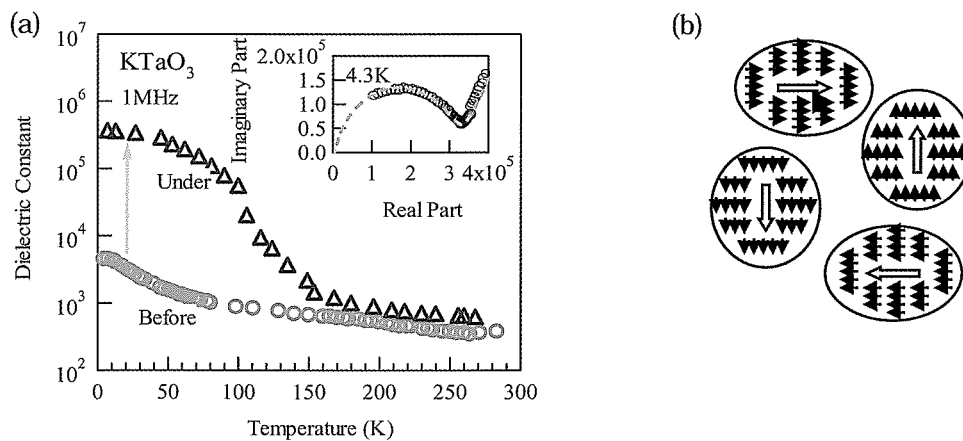 (a)
10^7
10^6
10^5
10^4
10^3
10^2
Dielectric Constant
KTaO_3
1MHz
Under
Before
0 50 100 150 200 250 300
Temperature (K)
Imaginary Part
2.0x10^5
1.5
1.0
0.5
0.0
4.3K
0 1 2 3 4x10^5
Real Part
(b)